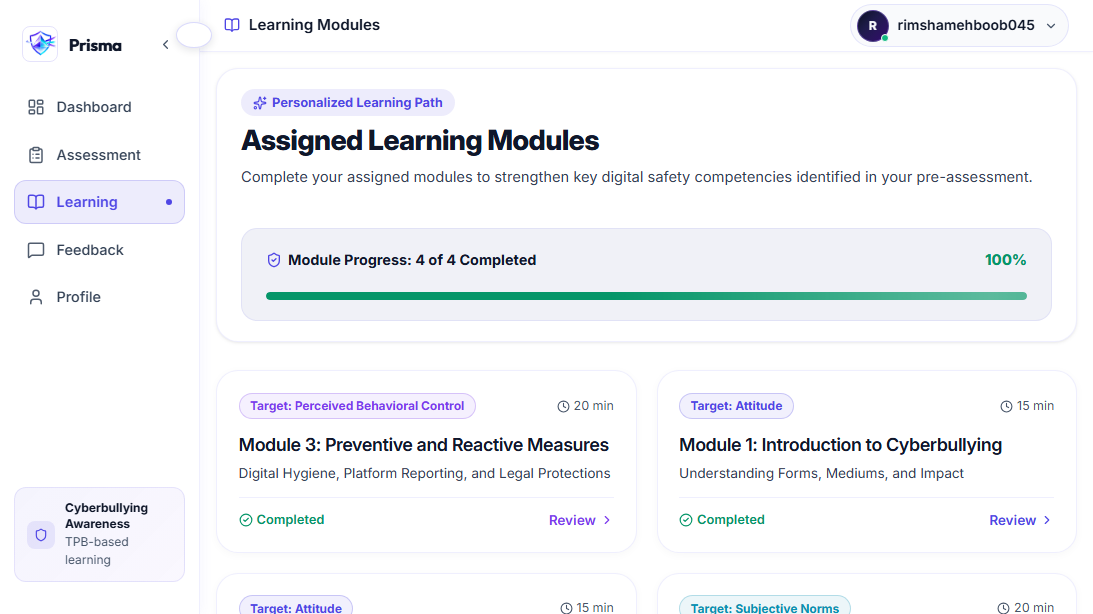 Prisma
Dashboard
Assessment
Learning
Feedback
Profile
Cyberbullying
Awareness
TPB-based
learning
Learning Modules
R
rimshamehboob045
Personalized Learning Path
Assigned Learning Modules
Complete your assigned modules to strengthen key digital safety competencies identified in your pre-assessment.
Module Progress: 4 of 4 Completed
100%
Target: Perceived Behavioral Control
20 min
Module 3: Preventive and Reactive Measures
Digital Hygiene, Platform Reporting, and Legal Protections
Completed
Review
Target: Attitude
15 min
Module 1: Introduction to Cyberbullying
Understanding Forms, Mediums, and Impact
Completed
Review
Target: Attitude
15 min
Target: Subjective Norms
20 min